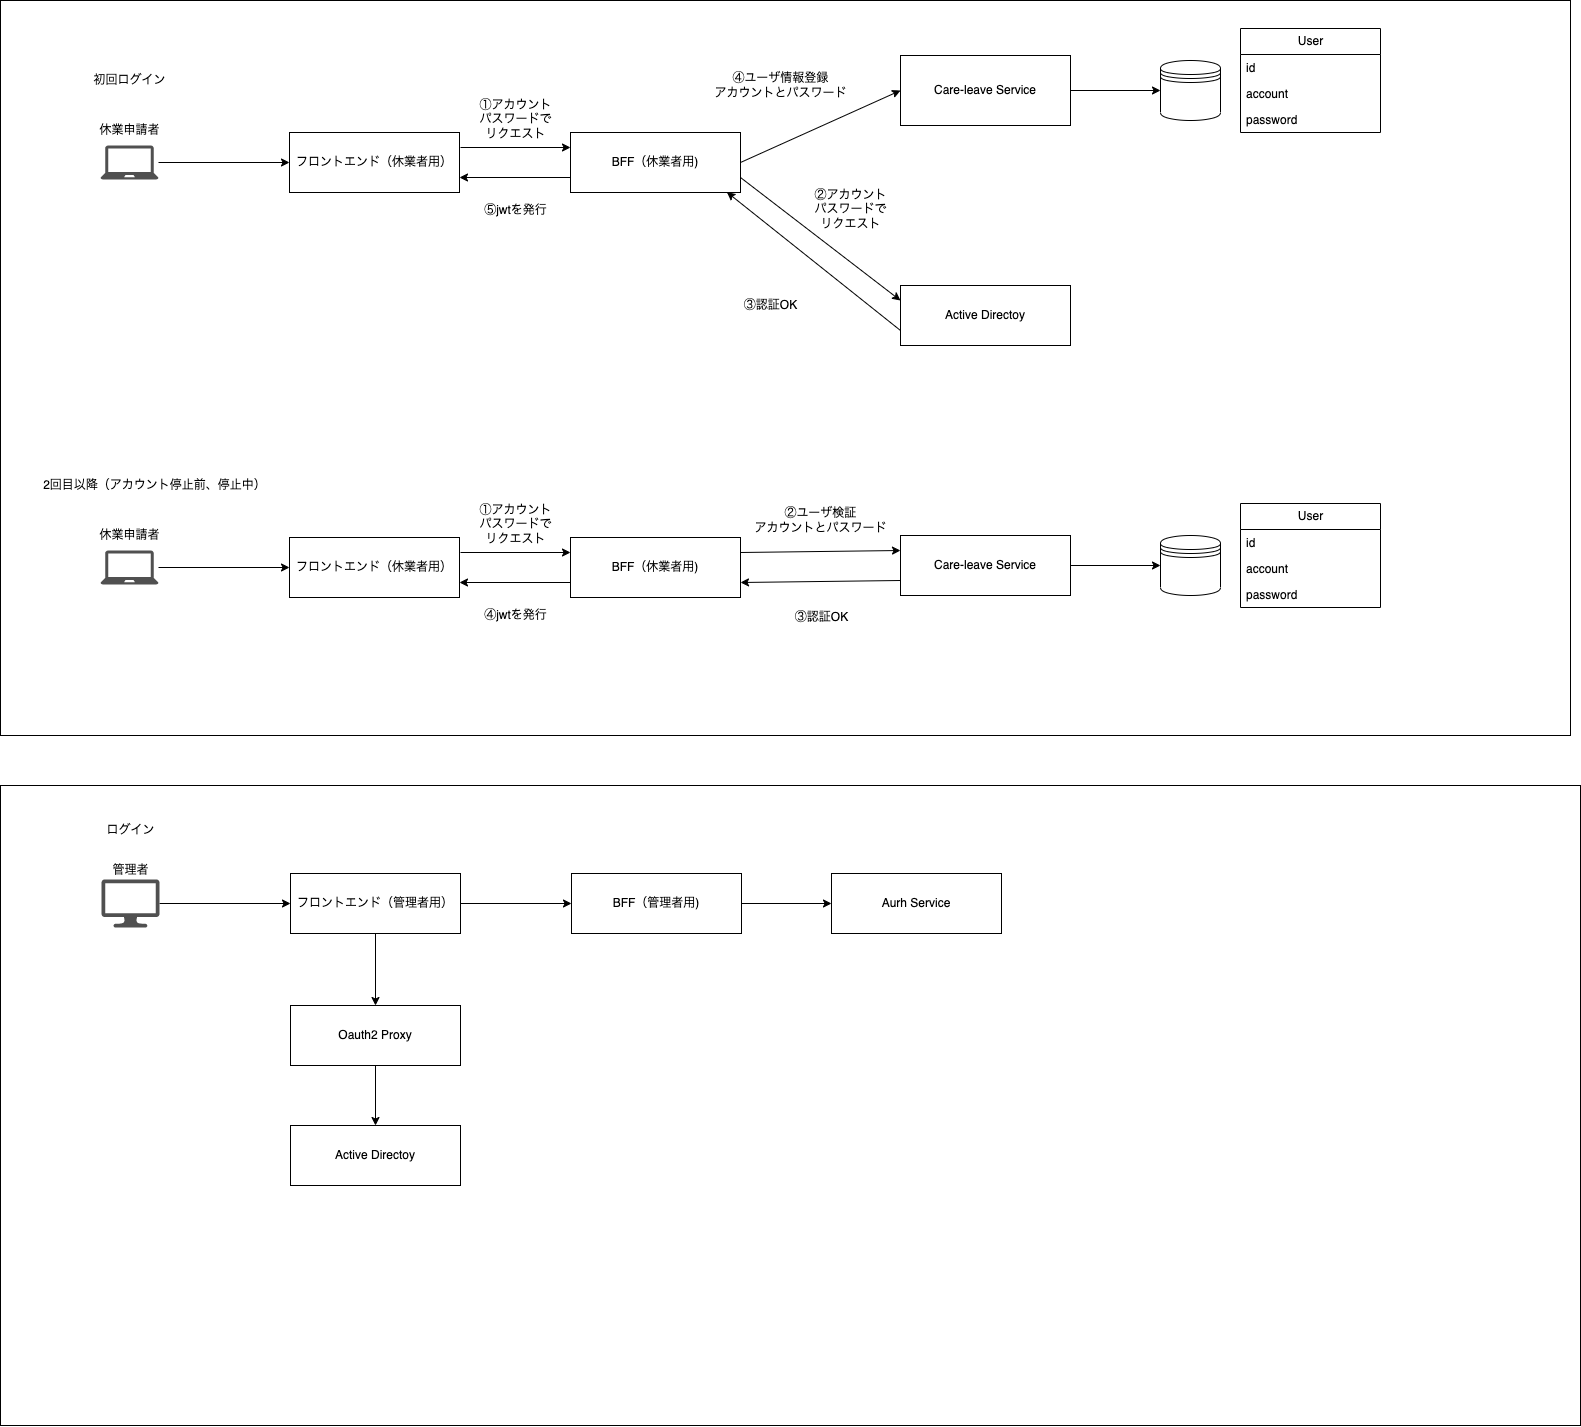 初回ログイン
休業申請者
フロントエンド（休業者用）
①アカウント
パスワードで
リクエスト
⑤jwtを発行
BFF（休業者用)
④ユーザ情報登録
アカウントとパスワード
②アカウント
パスワードで
リクエスト
③認証OK
Care-leave Service
Active Directoy
User
id
account
password
2回目以降（アカウント停止前、停止中）
休業申請者
フロントエンド（休業者用）
①アカウント
パスワードで
リクエスト
④jwtを発行
BFF（休業者用)
②ユーザ検証
アカウントとパスワード
③認証OK
Care-leave Service
User
id
account
password
ログイン
管理者
フロントエンド（管理者用）
BFF（管理者用)
Aurh Service
Oauth2 Proxy
Active Directoy